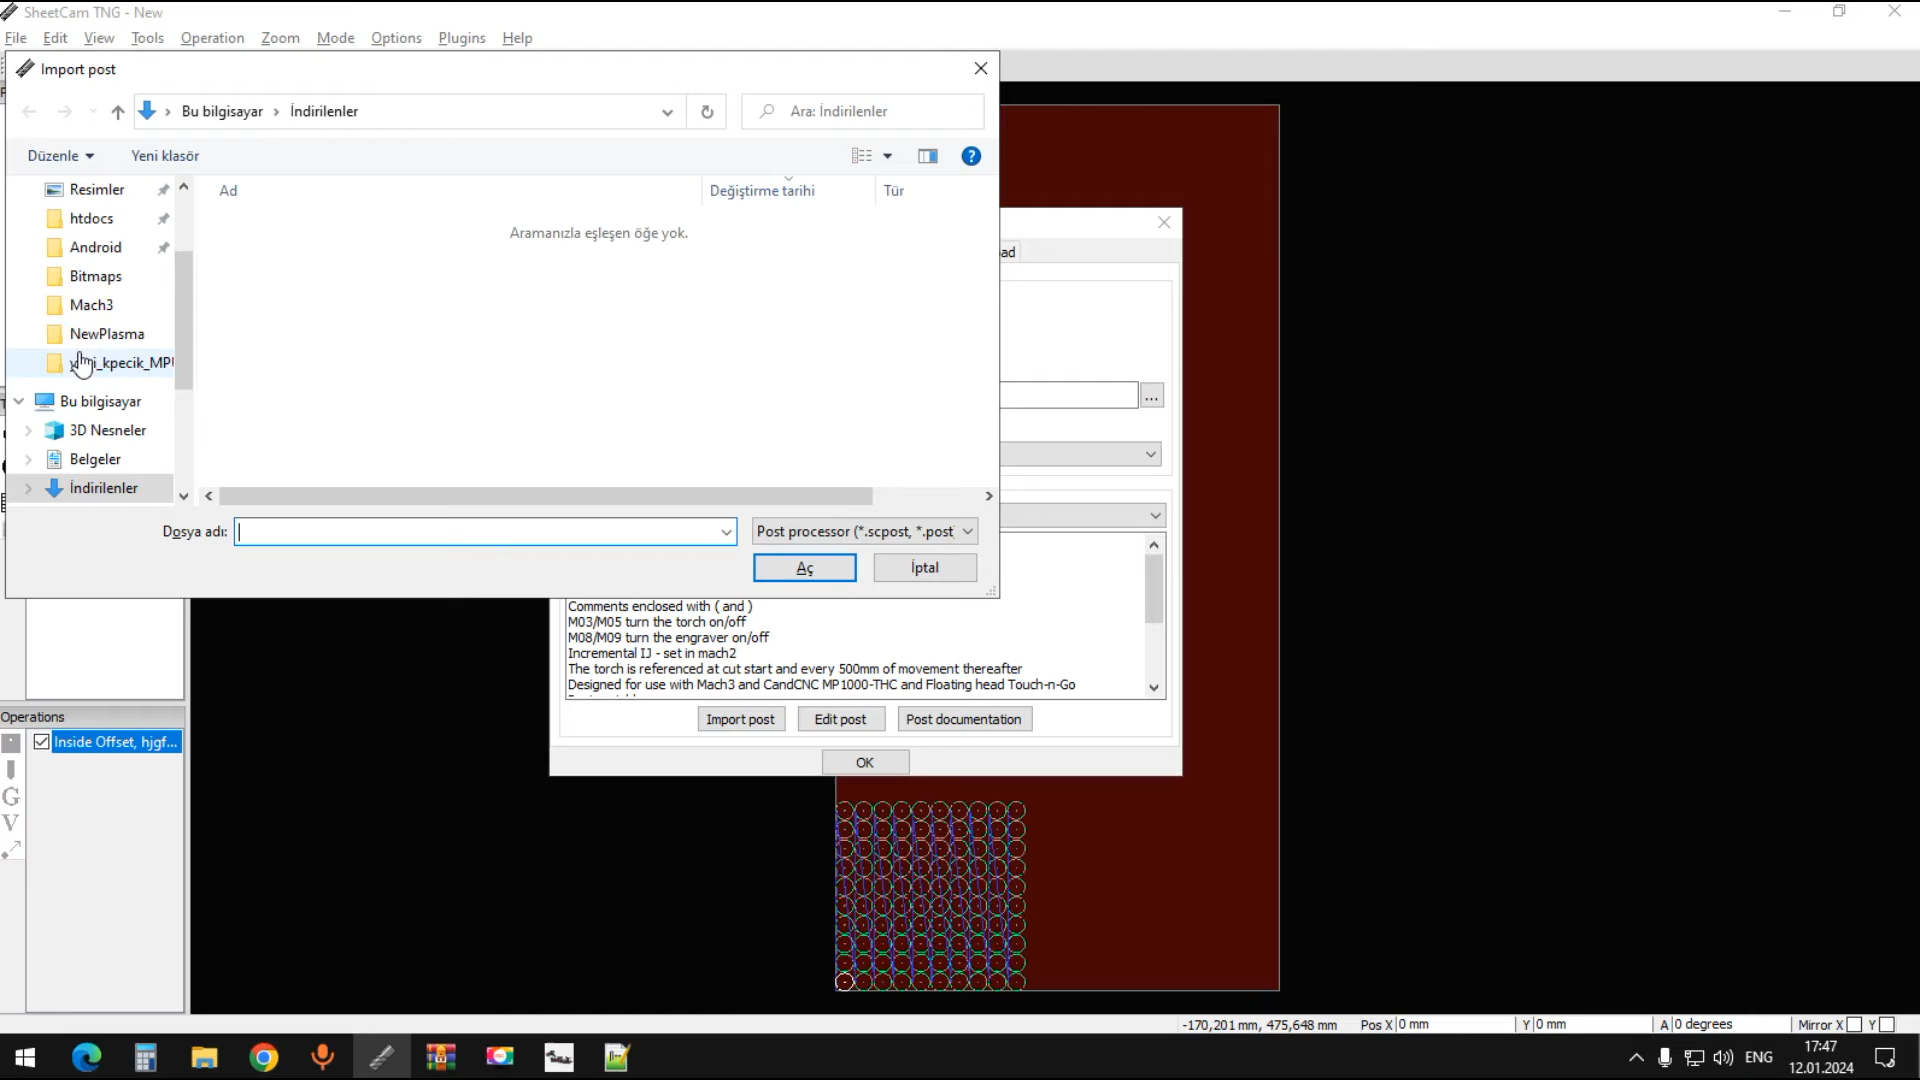 SheetCam TNG - New
File Edit View Tools Operation Zoom Mode Options Plugins Help
Import post
Bu bilgisayar > İndirilenler
Ara: İndirilenler
Düzenle Yeni klasör
Ad Değiştirme tarihi Tür
Aramanızla eşleşen öğe yok.
Resimler
htdocs
Android
Bitmaps
Mach3
NewPlasma
Bu bilgisayar
3D Nesneler
Belgeler
İndirilenler
Dosya adı: Post processor (*.scpost, *.post
Aç İptal
ad
...
Comments enclosed with ( and )
M03/M05 turn the torch on/off
M08/M09 turn the engraver on/off
Incremental IJ - set in mach2
The torch is referenced at cut start and every 500mm of movement thereafter
Designed for use with Mach3 and CandCNC MP1000-THC and Floating head Touch-n-Go
Import post Edit post Post documentation
OK
Operations
Inside Offset, hjgf...
G
V
-170,201 mm, 475,648 mm Pos X 0 mm Y 0 mm A 0 degrees Mirror X Y
ENG
17:47
12.01.2024